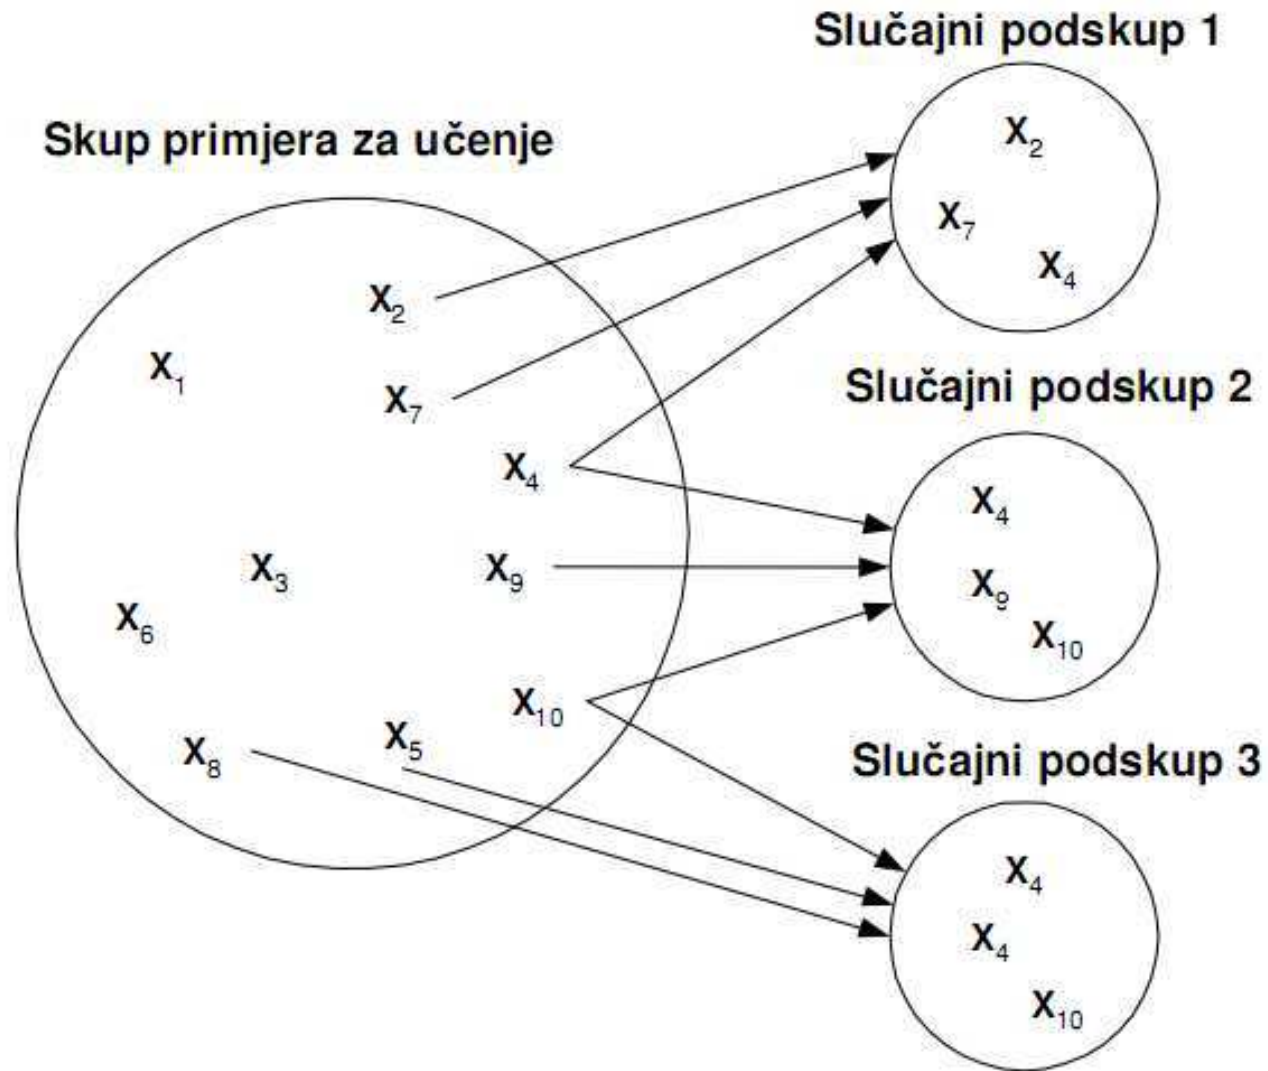 Slučajni podskup 1
Skup primjera za učenje
X2
X7
X4
X2
X1
X7
X4
Slučajni podskup 2
X4
X3
X9
X6
X9
X10
X10
X5
X8
Slučajni podskup 3
X4
X4
X10